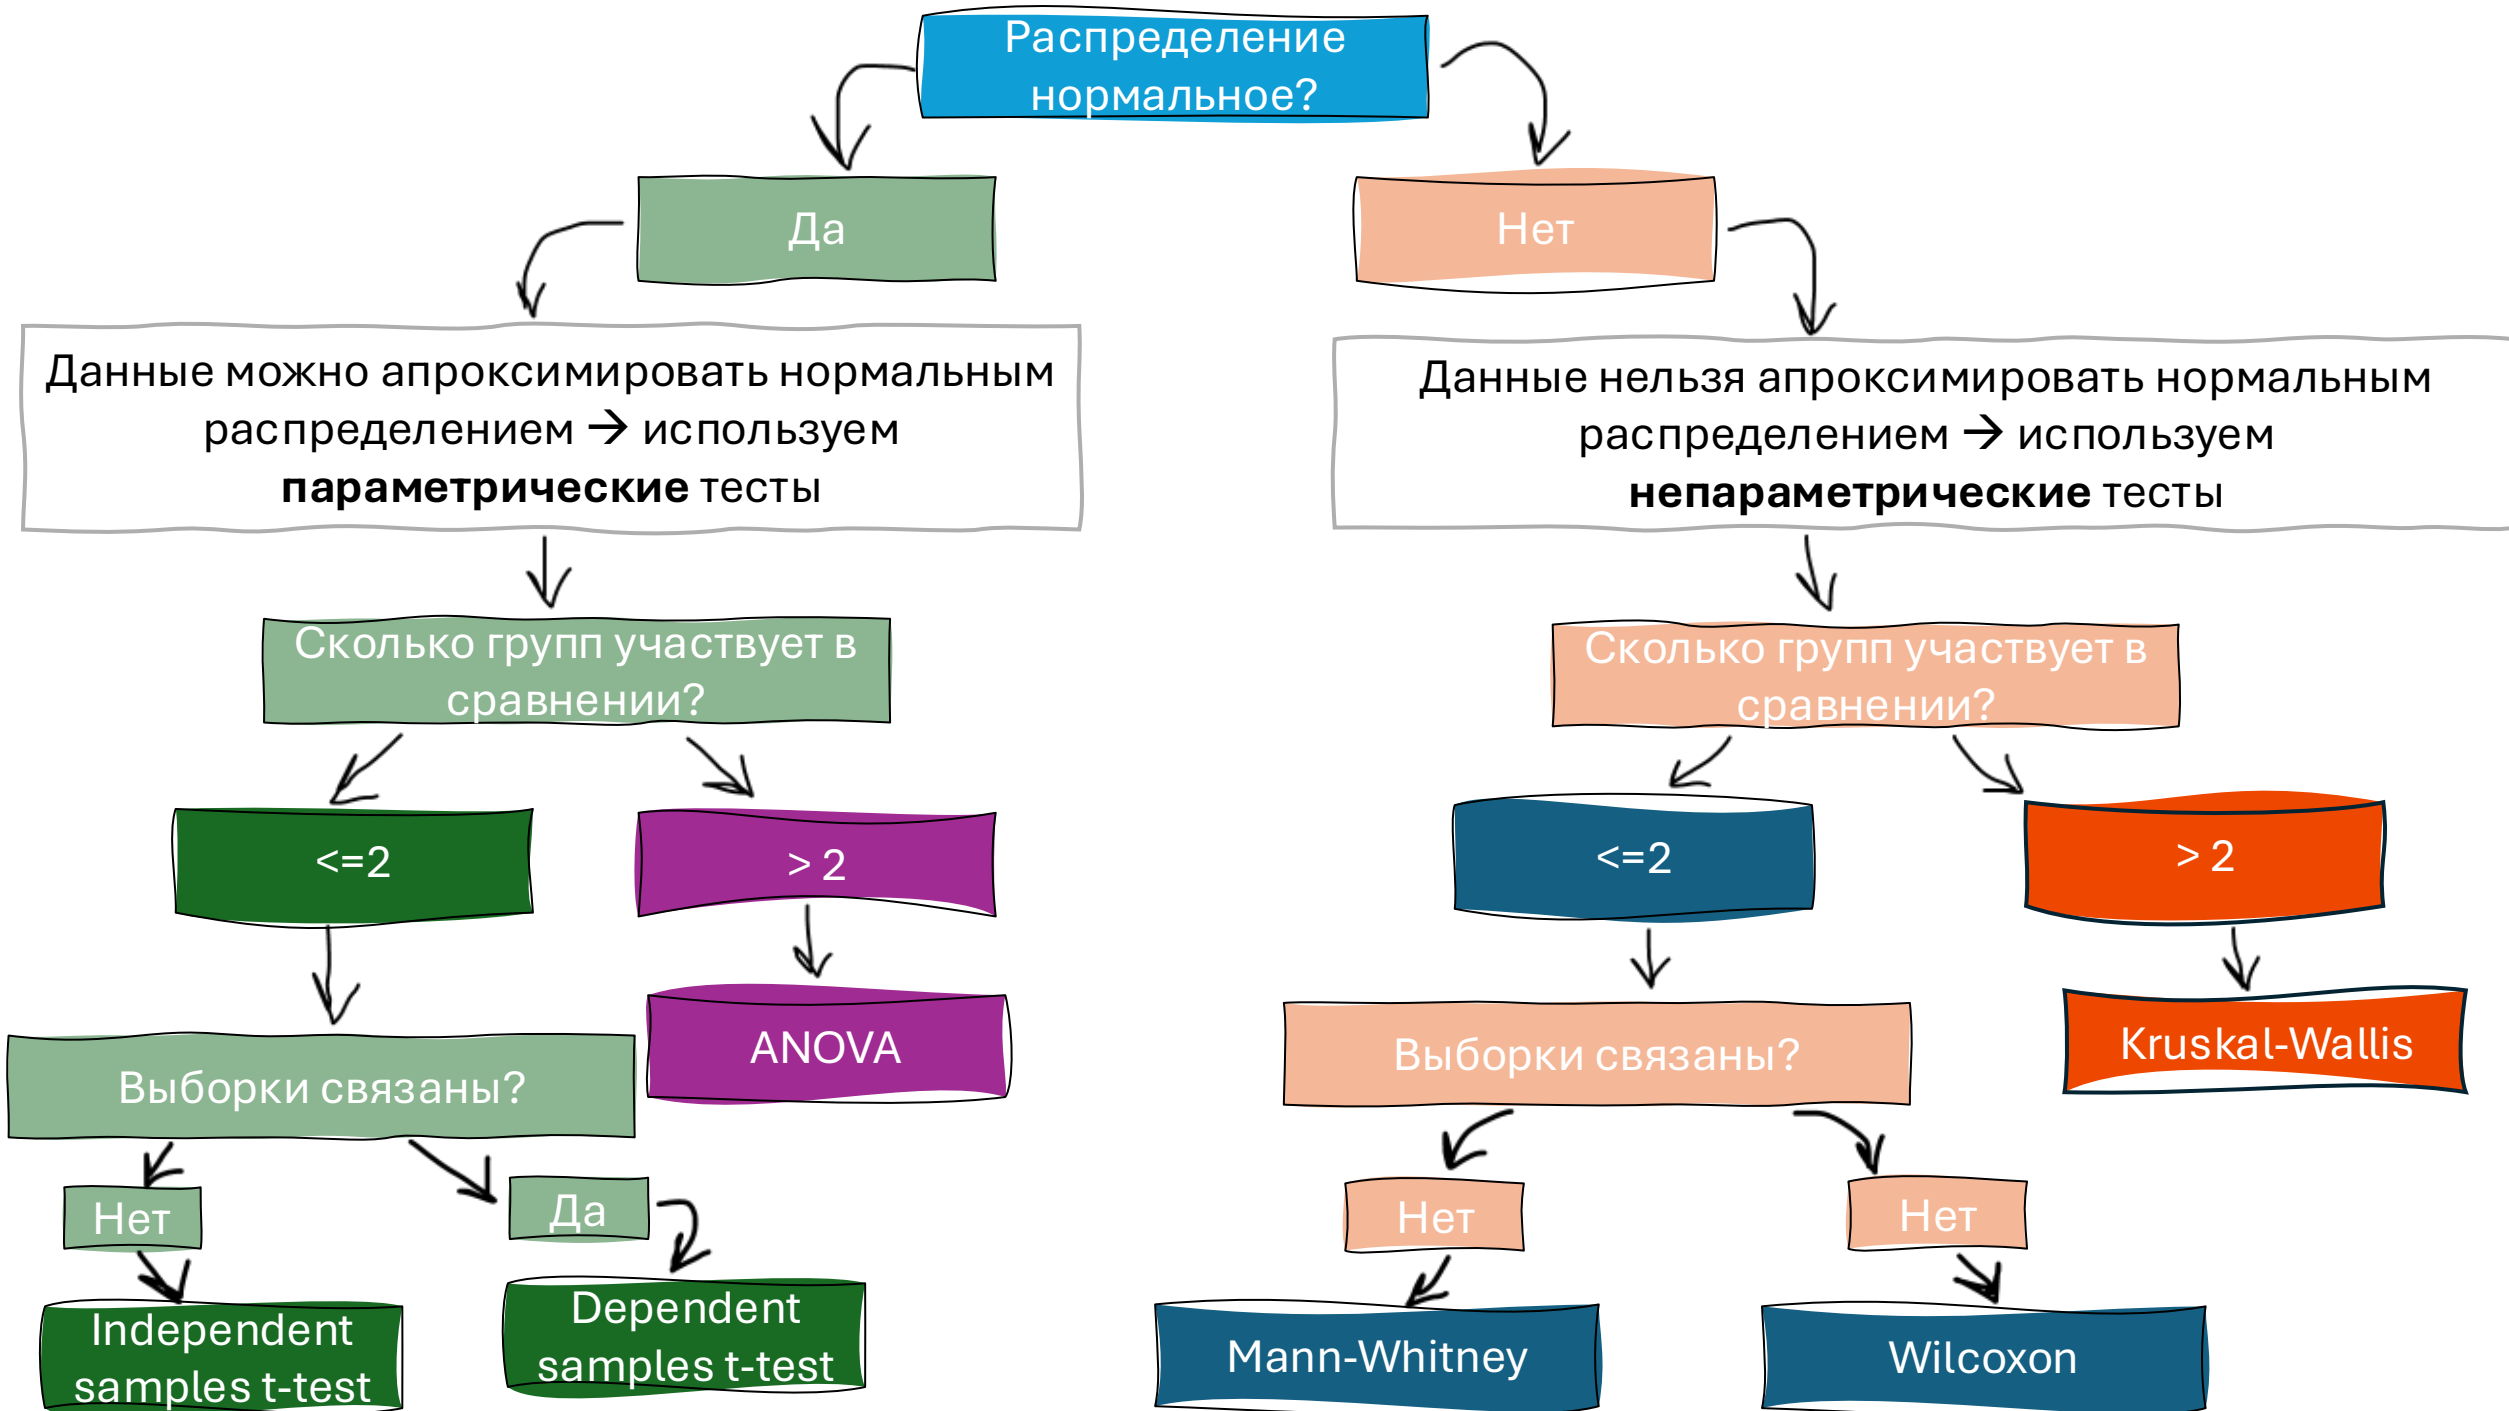 Распределение
нормальное?
Да
Нет
Данные можно апроксимировать нормальным
распределением → используем
параметрические тесты
Данные нельзя апроксимировать нормальным
распределением → используем
непараметрические тесты
Сколько групп участвует в
сравнении?
Сколько групп участвует в
сравнении?
<=2
> 2
<=2
> 2
ANOVA
Kruskal-Wallis
Выборки связаны?
Выборки связаны?
Нет
Да
Нет
Нет
Independent
samples t-test
Dependent
samples t-test
Mann-Whitney
Wilcoxon